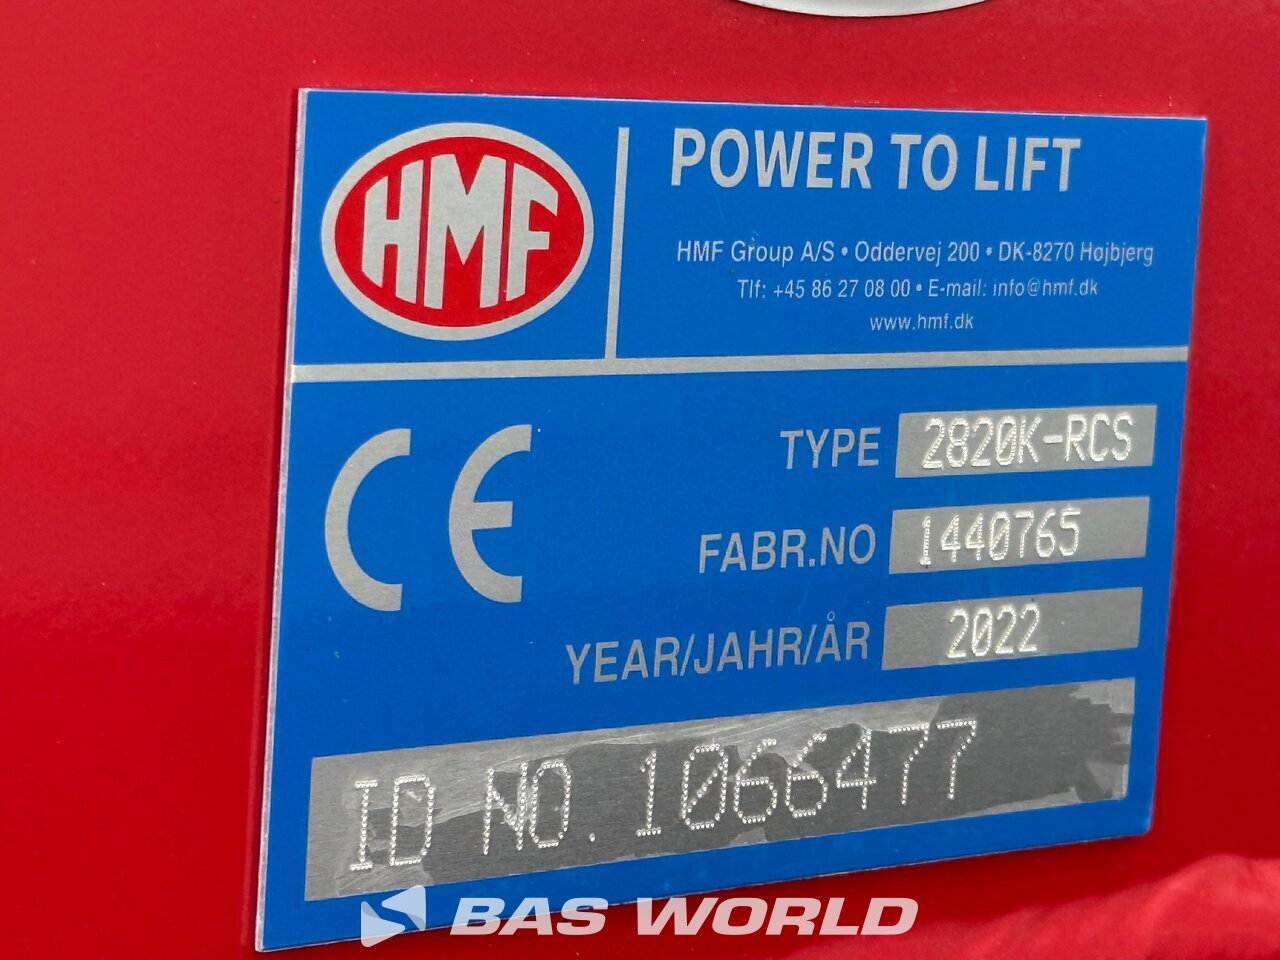 HMF
POWER TO LIFT
HMF Group A/S • Oddervej 200 • DK-8270 Højbjerg
Tlf: +45 86 27 08 00 • E-mail: info@hmf.dk
www.hmf.dk
CE
TYPE 2820K-RCS
FABR.NO 1440765
YEAR/JAHR/ÅR 2022
ID NO. 1066477
BAS WORLD